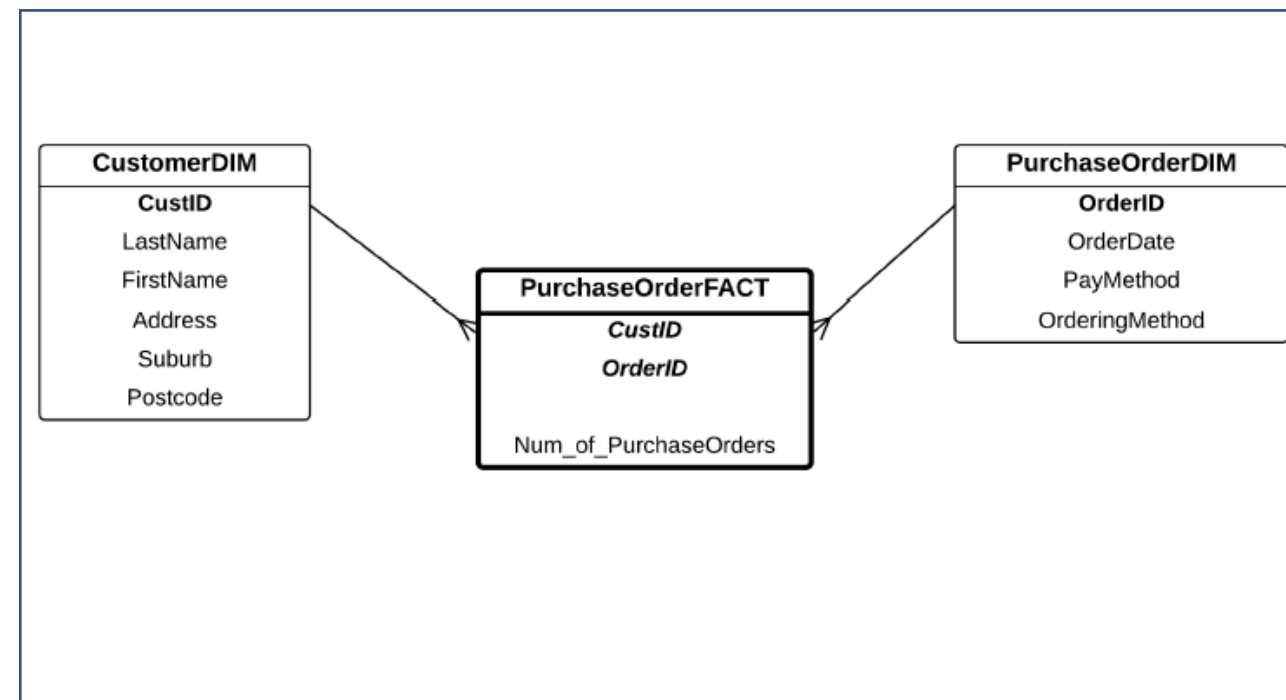 CustomerDIM
CustID
LastName
FirstName
Address
Suburb
Postcode
PurchaseOrderFACT
CustID
OrderID
Num_of_PurchaseOrders
PurchaseOrderDIM
OrderID
OrderDate
PayMethod
OrderingMethod